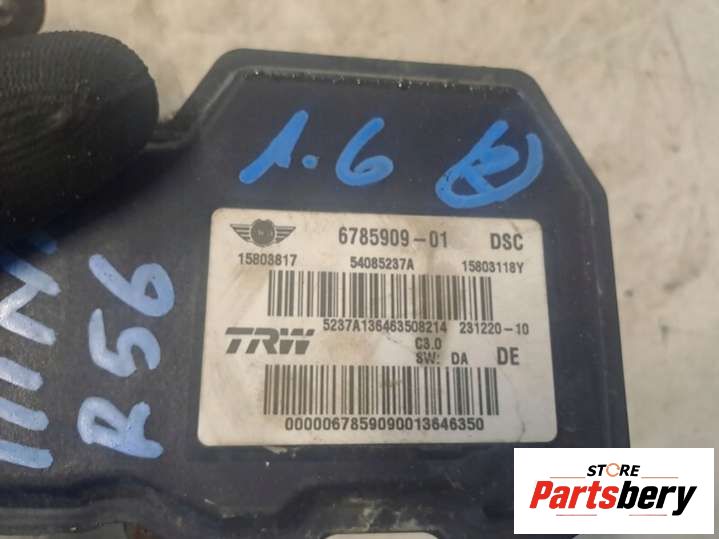 1.6
6785909-01 DSC
15803817 54085237A 15803118Y
5237A136463508214 231220-10
TRW C3.0
SW: DA DE
0000067859090013646350
MINI
R56
STORE
Partsbery